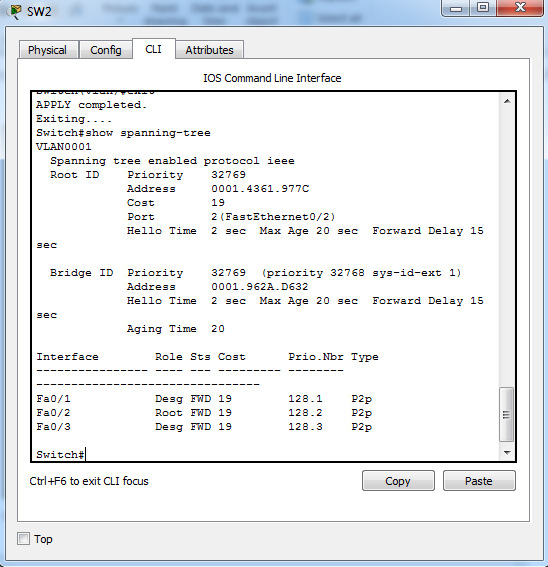 SW2
Physical Config CLI Attributes
IOS Command Line Interface
Switch(vlan)#exit
APPLY completed.
Exiting....
Switch#show spanning-tree
VLAN0001
  Spanning tree enabled protocol ieee
  Root ID    Priority    32769
             Address     0001.4361.977C
             Cost        19
             Port        2(FastEthernet0/2)
             Hello Time  2 sec  Max Age 20 sec  Forward Delay 15
sec
  Bridge ID  Priority    32769  (priority 32768 sys-id-ext 1)
             Address     0001.962A.D632
             Hello Time  2 sec  Max Age 20 sec  Forward Delay 15
sec
             Aging Time  20
Interface        Role Sts Cost      Prio.Nbr Type
---------------- ---- --- --------- --------
--------------------------------
Fa0/1            Desg FWD 19        128.1    P2p
Fa0/2            Root FWD 19        128.2    P2p
Fa0/3            Desg FWD 19        128.3    P2p
Switch#
Ctrl+F6 to exit CLI focus
Copy Paste
Top